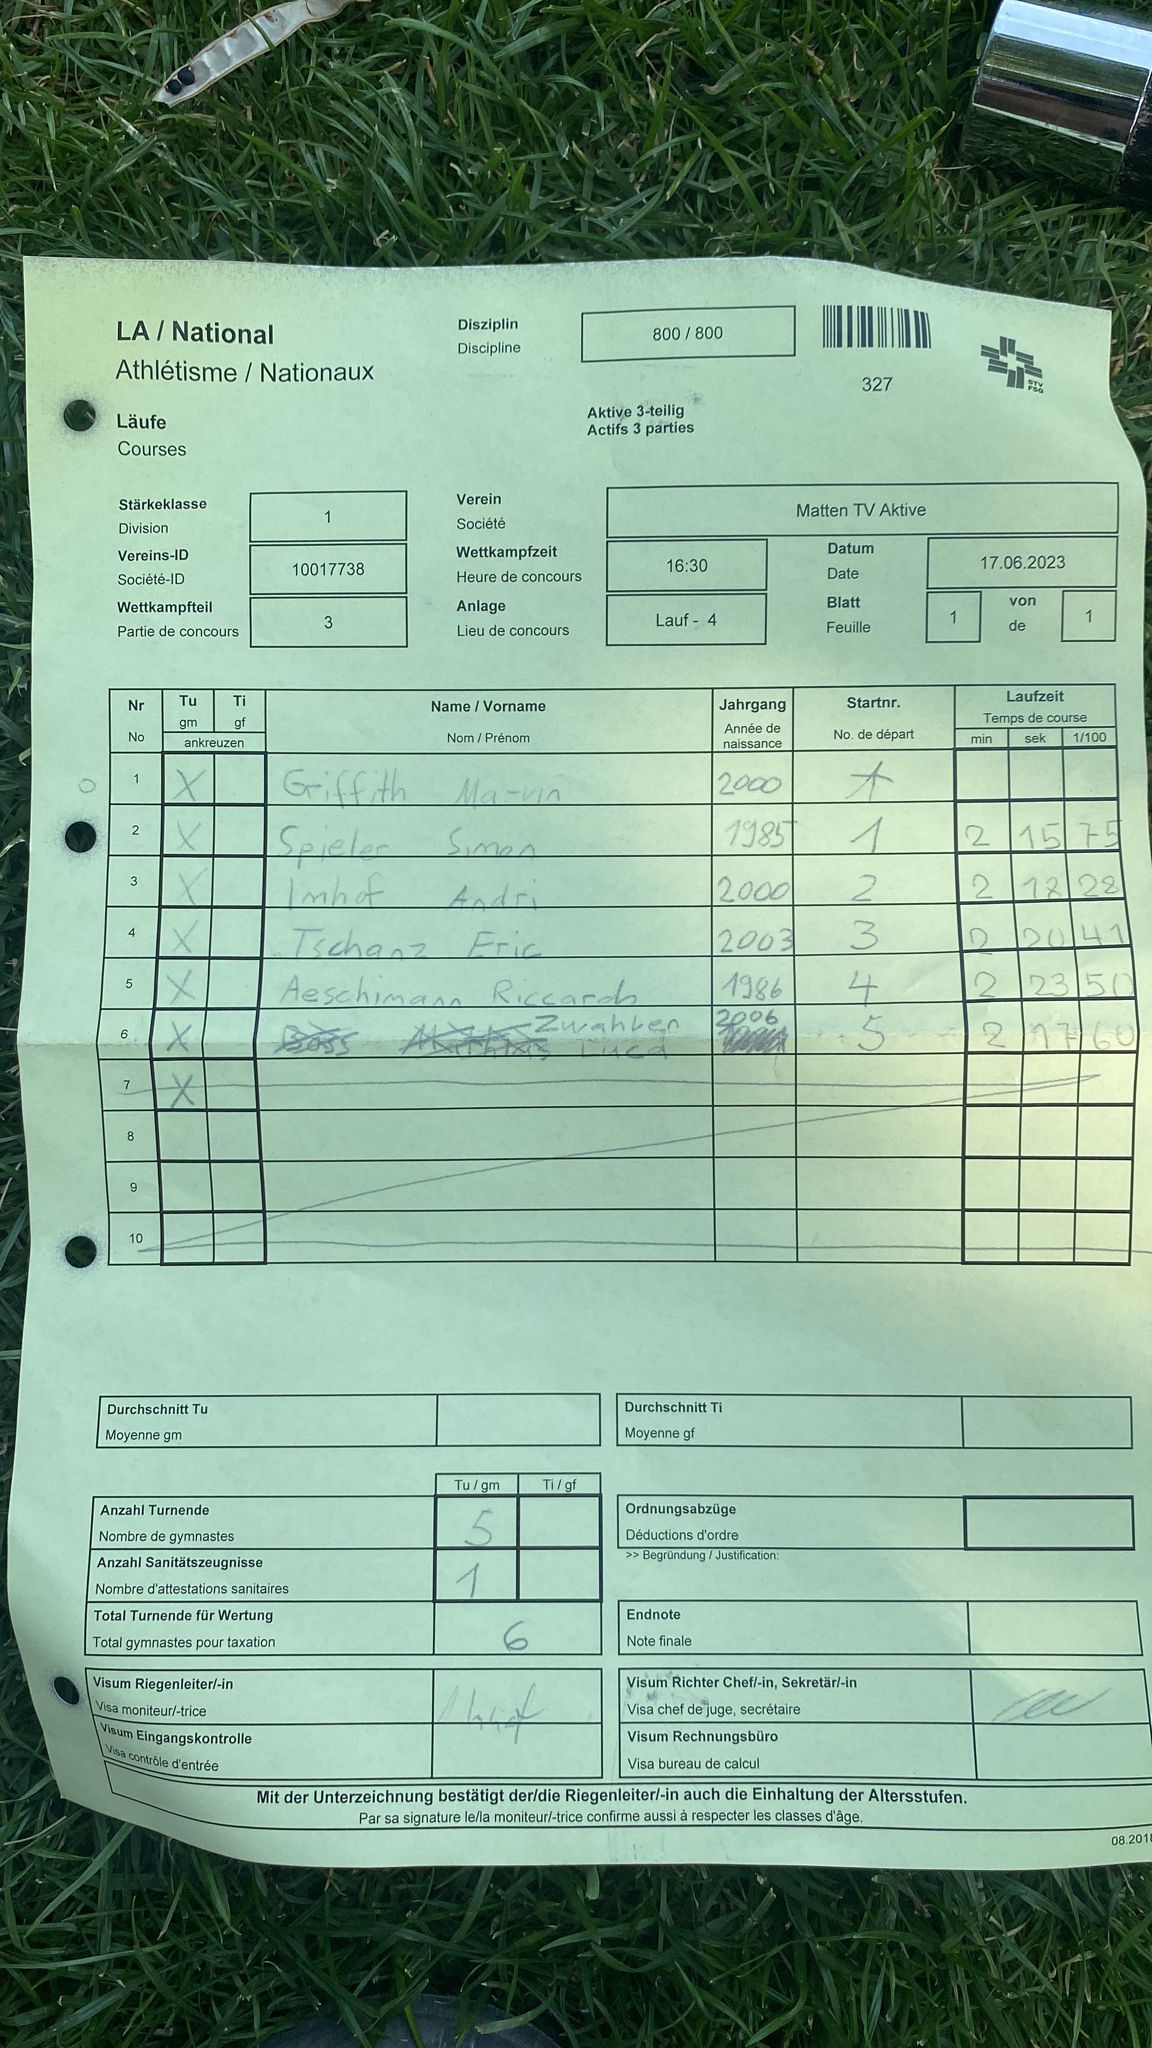 LA / National
Athlétisme / Nationaux
Disziplin
Discipline
800 / 800
327
STV
FSG
Läufe
Courses
Aktive 3-teilig
Actifs 3 parties
Stärkeklasse
Division
1
Verein
Société
Matten TV Aktive
Vereins-ID
Société-ID
10017738
Wettkampfzeit
Heure de concours
16:30
Datum
Date
17.06.2023
Wettkampfteil
Partie de concours
3
Anlage
Lieu de concours
Lauf - 4
Blatt
Feuille
1
von
de
1
Nr Tu Ti Name / Vorname Jahrgang Startnr. Laufzeit
No gm gf Nom / Prénom Année de naissance No. de départ Temps de course
ankreuzen min sek 1/100
1 X Griffith Marvin 2000
2 X Spieler Simon 1985 1 2 15 75
3 X Imhof Andri 2000 2 2 18 28
4 X Tschanz Eric 2003 3 2 20 41
5 X Aeschimann Riccardo 1986 4 2 23 50
6 X Zwahlen Luca 2006 5 2 17 60
7 X
8
9
10
Durchschnitt Tu
Moyenne gm
Durchschnitt Ti
Moyenne gf
Tu / gm Ti / gf
Anzahl Turnende
Nombre de gymnastes
5
Ordnungsabzüge
Déductions d'ordre
>> Begründung / Justification:
Anzahl Sanitätszeugnisse
Nombre d'attestations sanitaires
1
Total Turnende für Wertung
Total gymnastes pour taxation
6
Endnote
Note finale
Visum Riegenleiter/-in
Visa moniteur/-trice
Visum Richter Chef/-in, Sekretär/-in
Visa chef de juge, secrétaire
Visum Eingangskontrolle
Visa contrôle d'entrée
Visum Rechnungsbüro
Visa bureau de calcul
Mit der Unterzeichnung bestätigt der/die Riegenleiter/-in auch die Einhaltung der Altersstufen.
Par sa signature le/la moniteur/-trice confirme aussi à respecter les classes d'âge.
08.2018